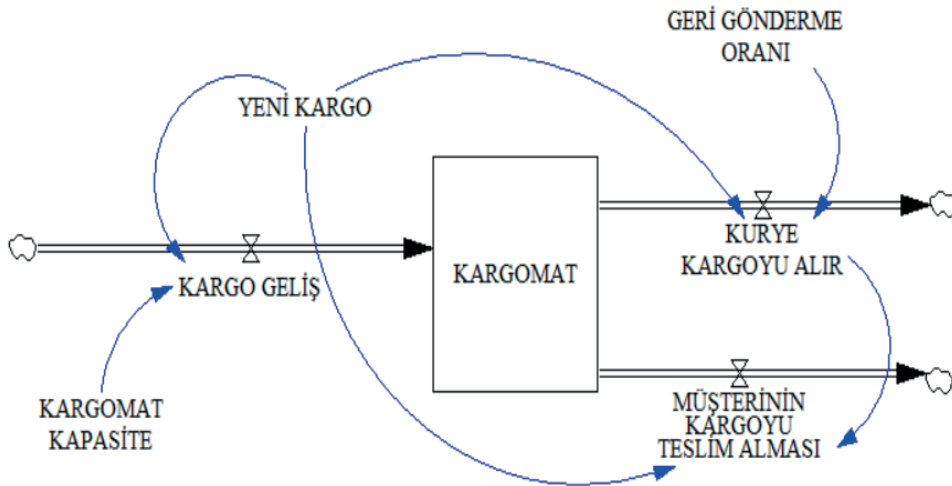 GERİ GÖNDERME
ORANI
YENİ KARGO
KURYE
KARGOYU ALIR
KARGOMAT
KARGO GELİŞ
KARGOMAT
KAPASİTE
MÜŞTERİNİN
KARGOYU
TESLİM ALMASI